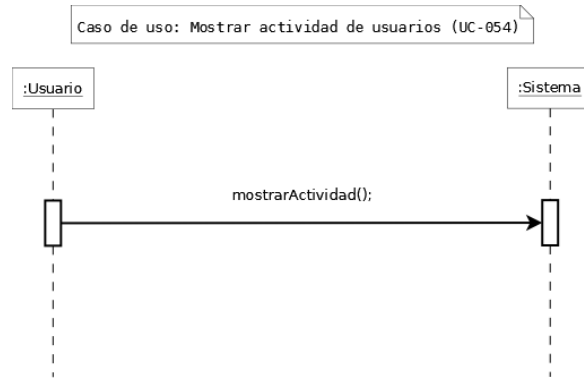 Caso de uso: Mostrar actividad de usuarios (UC-054)
:Usuario
:Sistema
mostrarActividad();